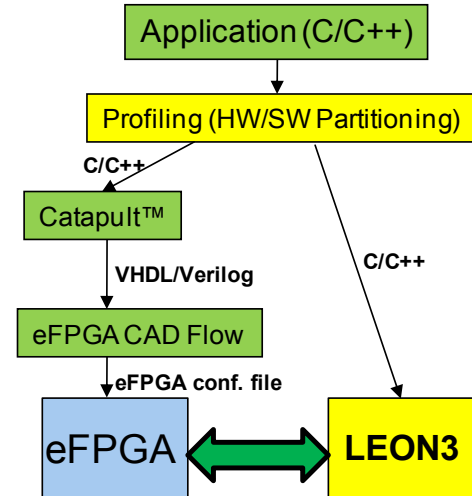 Application (C/C++)
Profiling (HW/SW Partitioning)
C/C++
Catapult™
C/C++
VHDL/Verilog
eFPGA CAD Flow
eFPGA conf. file
eFPGA
LEON3